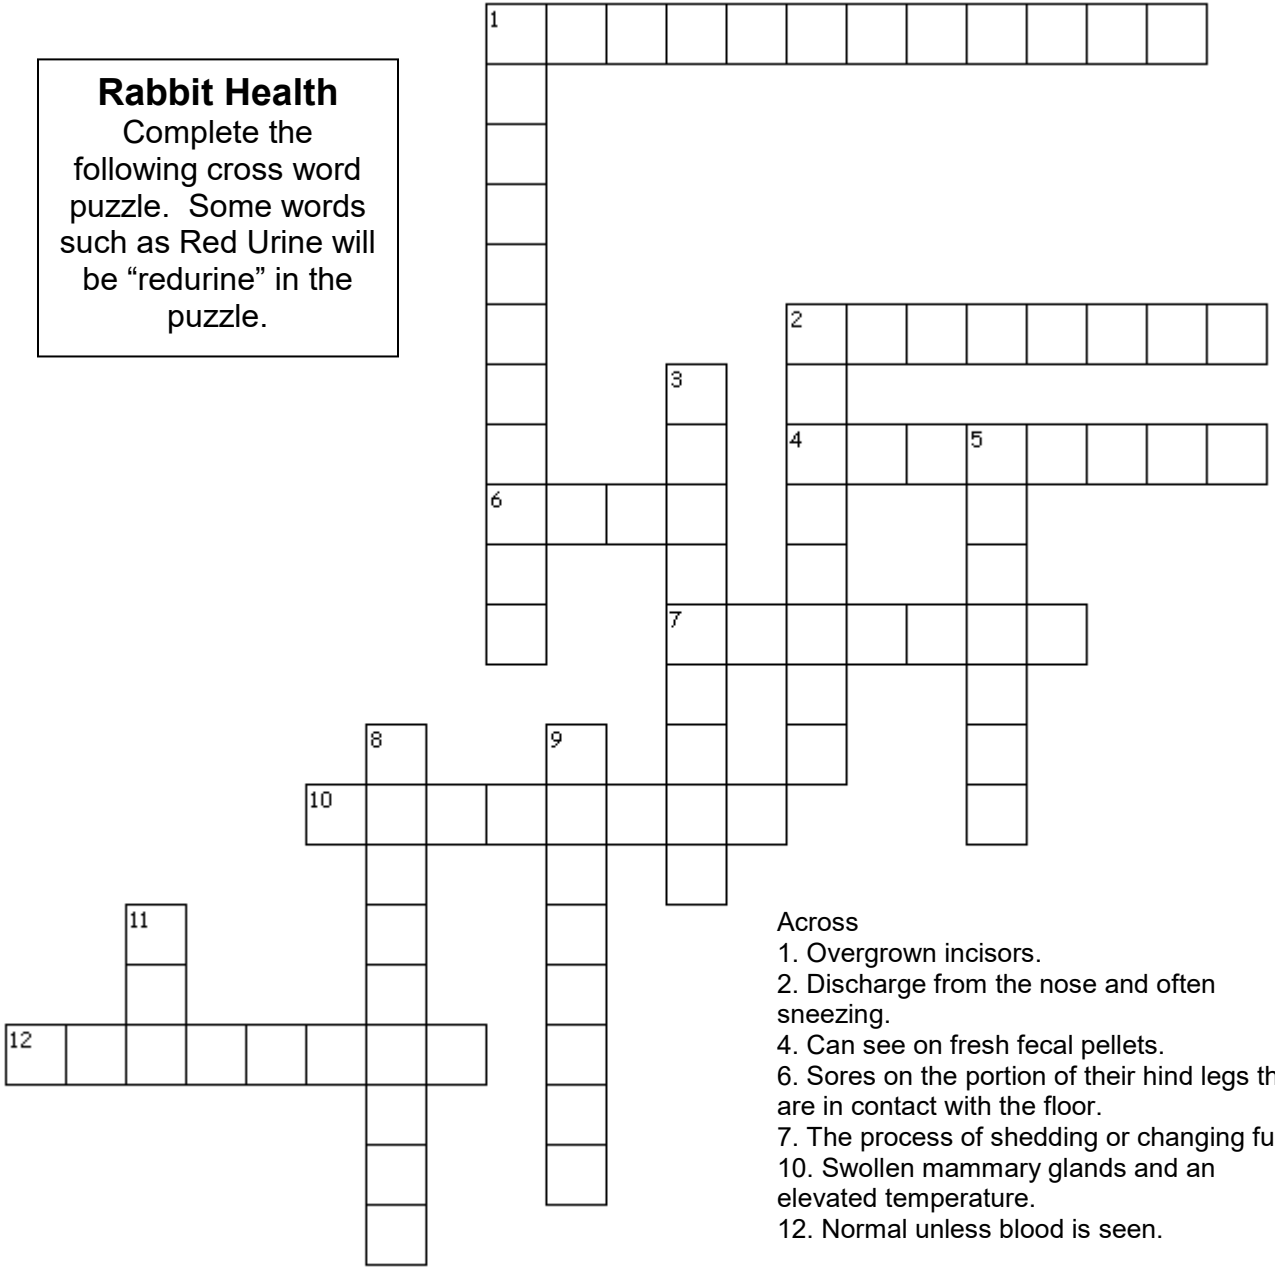 1
Rabbit Health
Complete the
following cross word
puzzle. Some words
such as Red Urine will
be “redurine” in the
puzzle.
2
3
4 5
6
7
8 9
10
11
12
Across
1. Overgrown incisors.
2. Discharge from the nose and often
sneezing.
4. Can see on fresh fecal pellets.
6. Sores on the portion of their hind legs
are in contact with the floor.
7. The process of shedding or changing
10. Swollen mammary glands and an
elevated temperature.
12. Normal unless blood is seen.